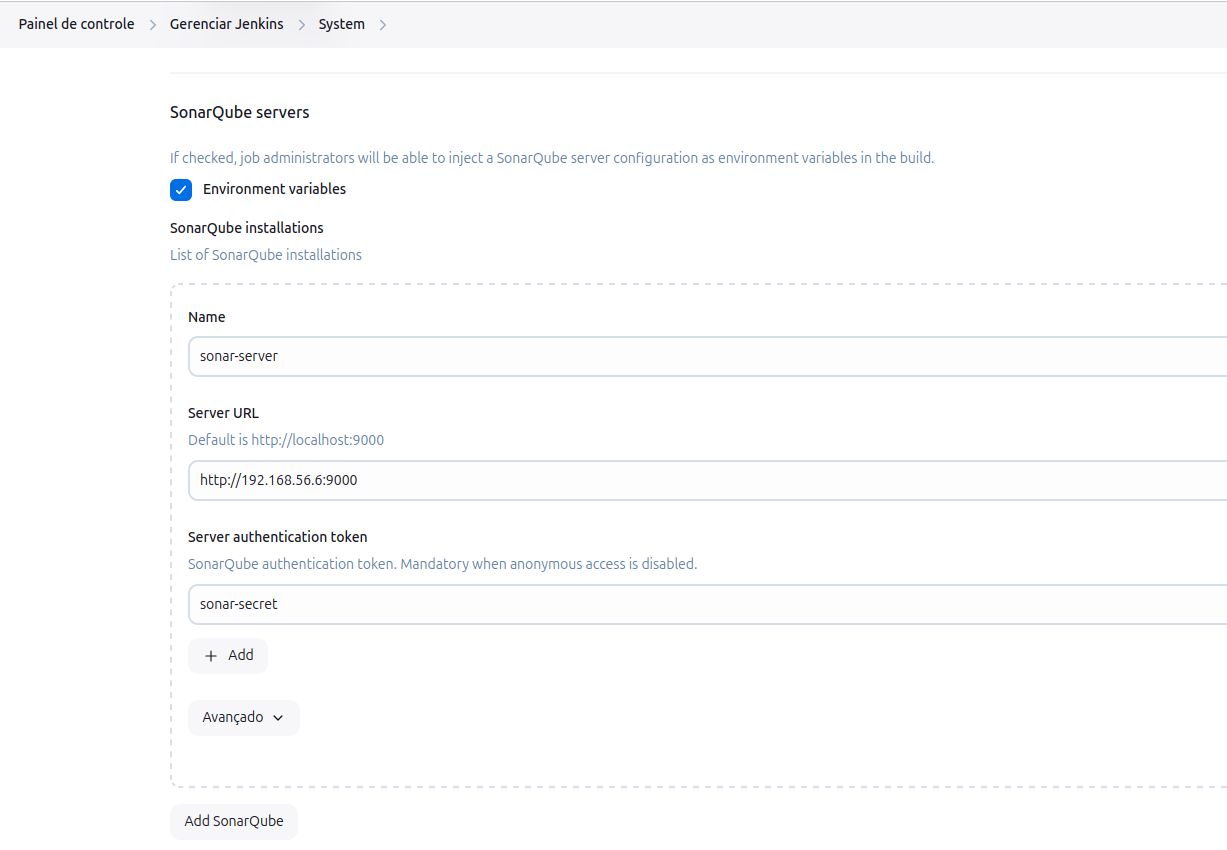 Painel de controle > Gerenciar Jenkins > System >
SonarQube servers
If checked, job administrators will be able to inject a SonarQube server configuration as environment variables in the build.
Environment variables
SonarQube installations
List of SonarQube installations
Name
sonar-server
Server URL
Default is http://localhost:9000
http://192.168.56.6:9000
Server authentication token
SonarQube authentication token. Mandatory when anonymous access is disabled.
sonar-secret
+ Add
Avançado
Add SonarQube